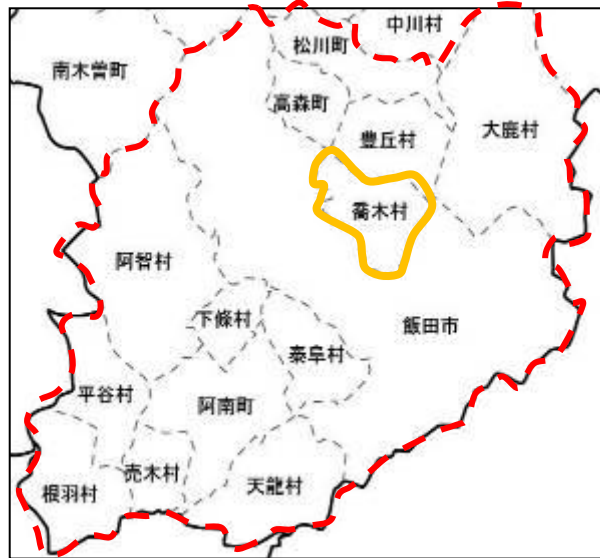 中川村
松川町
南木曽町
高森町
大鹿村
豊丘村
喬木村
阿智村
下條村
飯田市
泰阜村
平谷村
阿南町
売木村
天龍村
根羽村